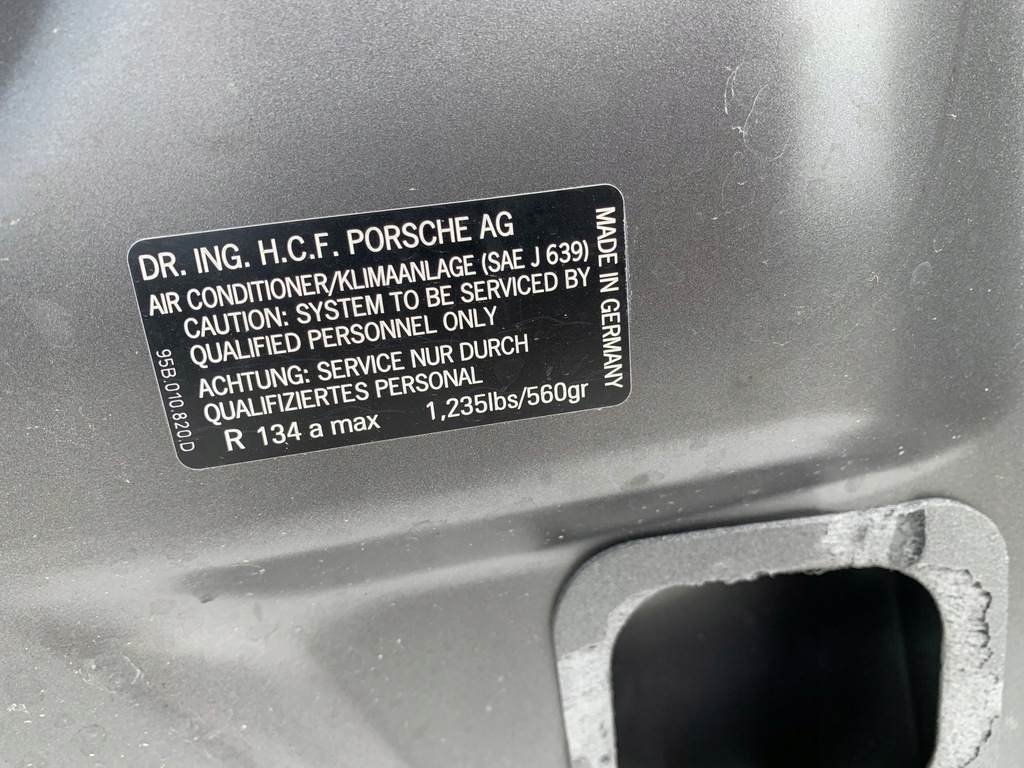 DR. ING. H.C.F. PORSCHE AG
AIR CONDITIONER/KLIMAANLAGE (SAE J 639)
CAUTION: SYSTEM TO BE SERVICED BY
QUALIFIED PERSONNEL ONLY
ACHTUNG: SERVICE NUR DURCH
QUALIFIZIERTES PERSONAL
R 134 a max 1,235lbs/560gr
MADE IN GERMANY
95B.010.820.D